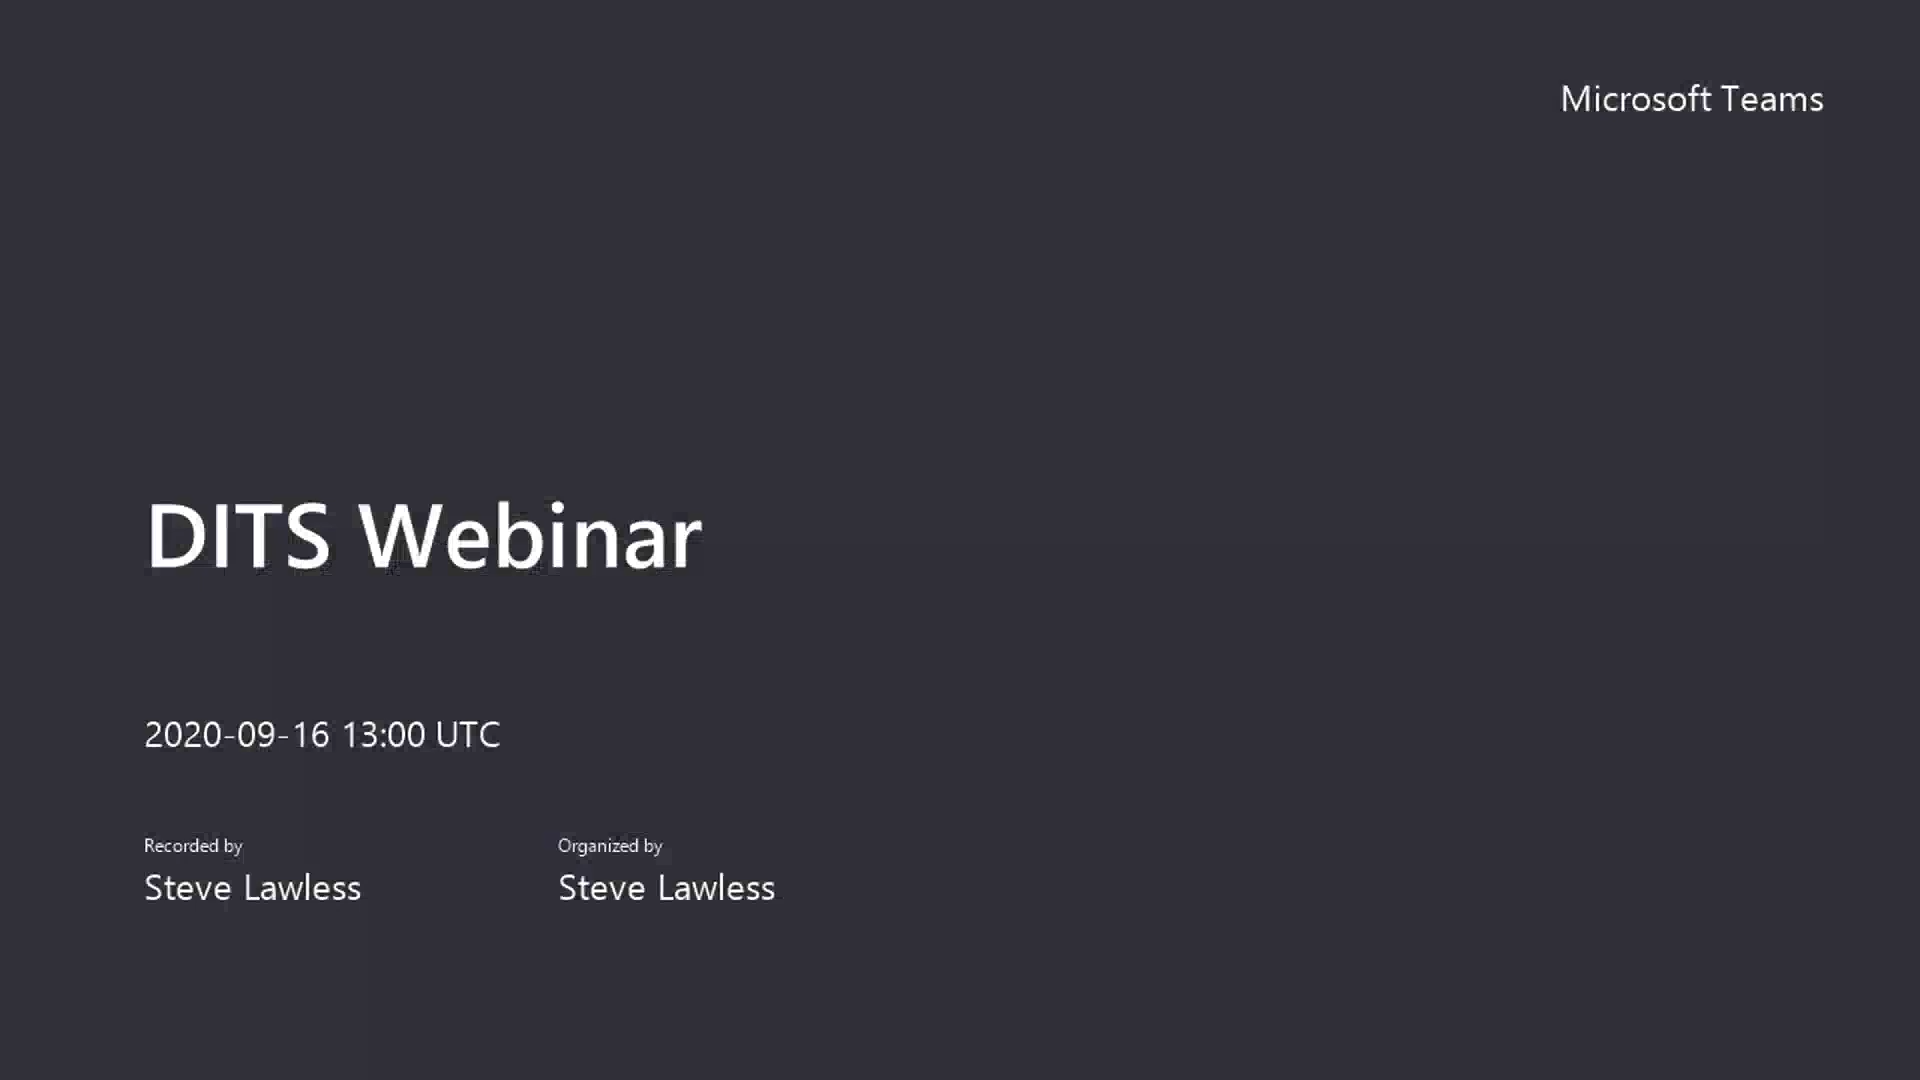 Microsoft Teams
DITS Webinar
2020-09-16 13:00 UTC
Recorded by
Organized by
Steve Lawless
Steve Lawless